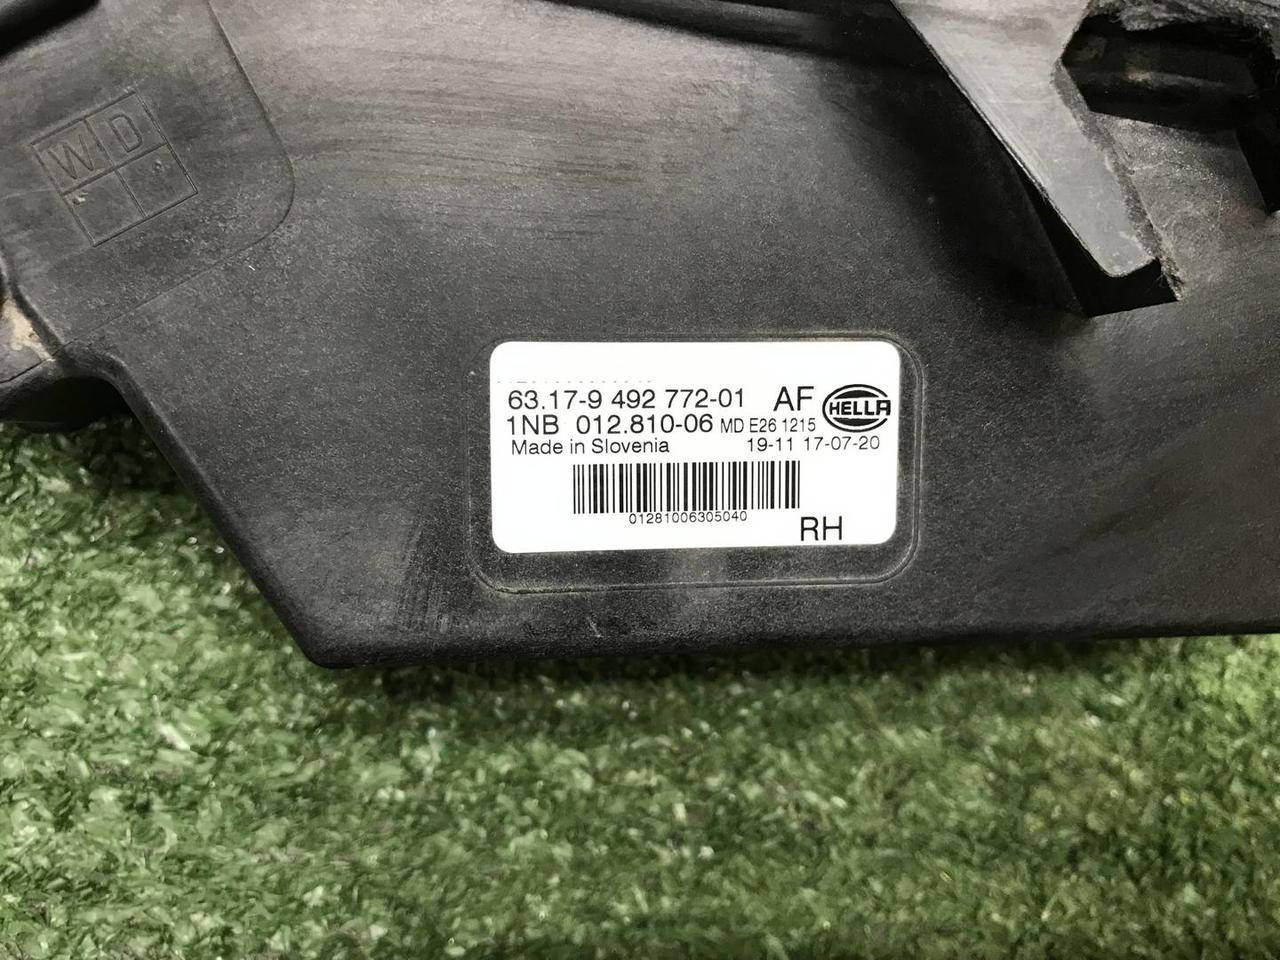 WD
63.17-9 492 772-01 AF HELLA
1NB 012.810-06 MD E26 1215
Made in Slovenia 19-11 17-07-20
01281006305040
RH